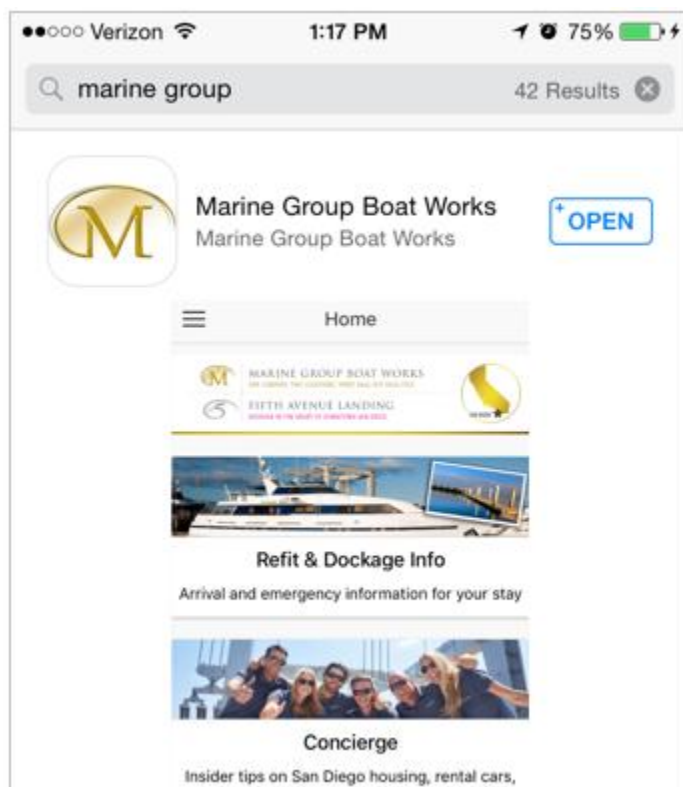 Verizon 1:17 PM 75%
marine group 42 Results
Marine Group Boat Works
Marine Group Boat Works
+OPEN
M
Home
M MARINE GROUP BOAT WORKS
5 FIFTH AVENUE LANDING
Refit & Dockage Info
Arrival and emergency information for your stay
Concierge
Insider tips on San Diego housing, rental cars,